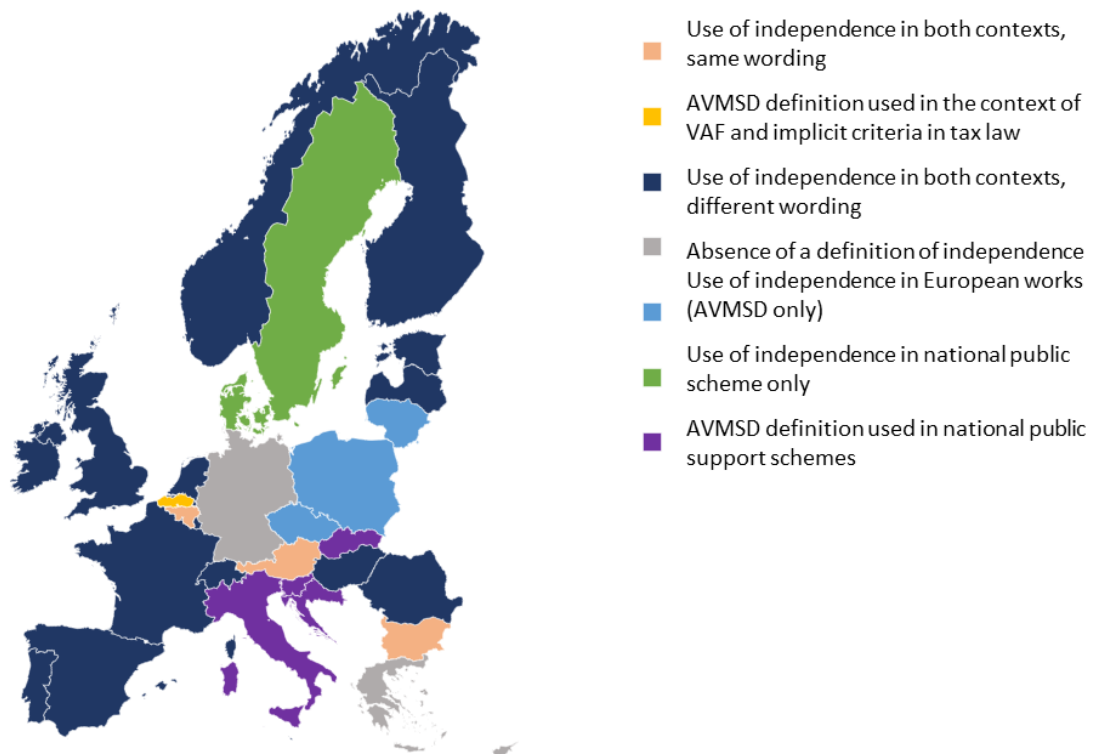 Use of independence in both contexts,
same wording
AVMSD definition used in the context of
VAF and implicit criteria in tax law
Use of independence in both contexts,
different wording
Absence of a definition of independence
Use of independence in European works
(AVMSD only)
Use of independence in national public
scheme only
AVMSD definition used in national public
support schemes